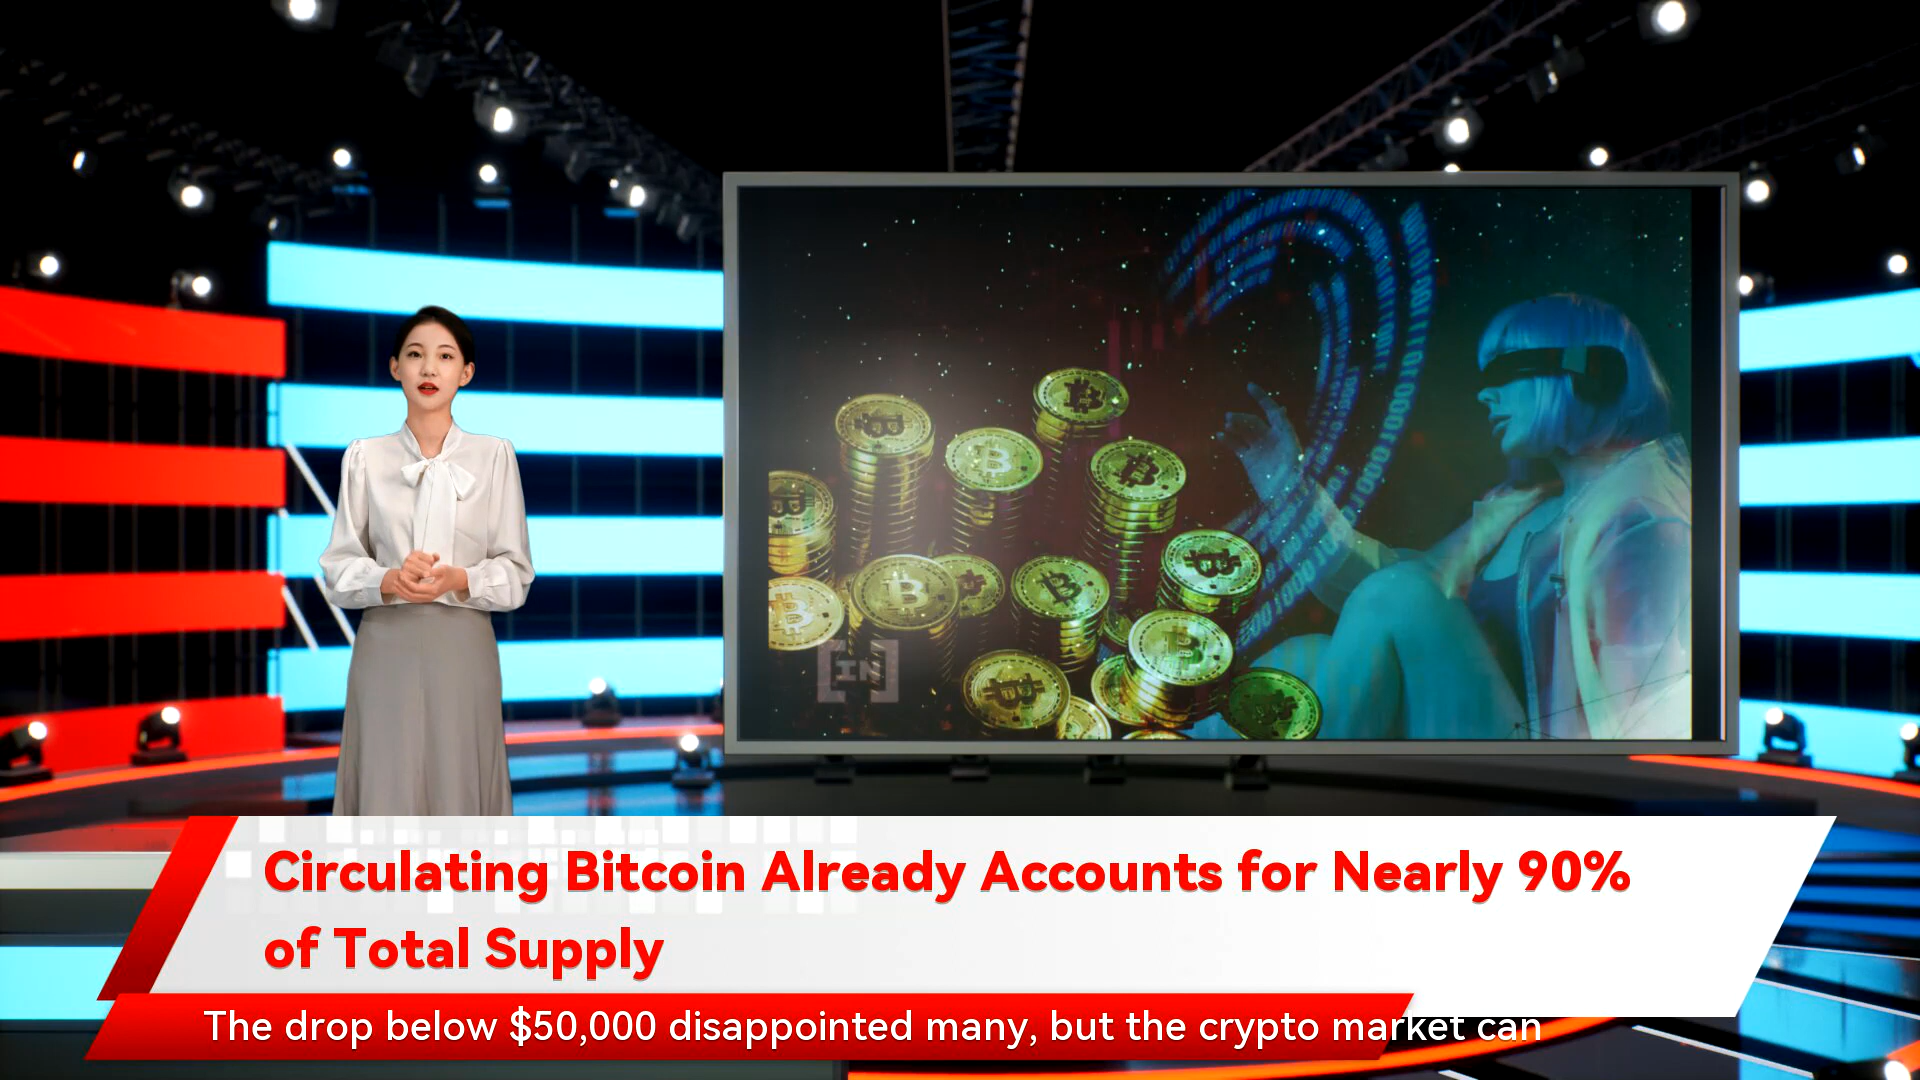 [IN]
Circulating Bitcoin Already Accounts for Nearly 90%
of Total Supply
The drop below $50,000 disappointed many, but the crypto market can